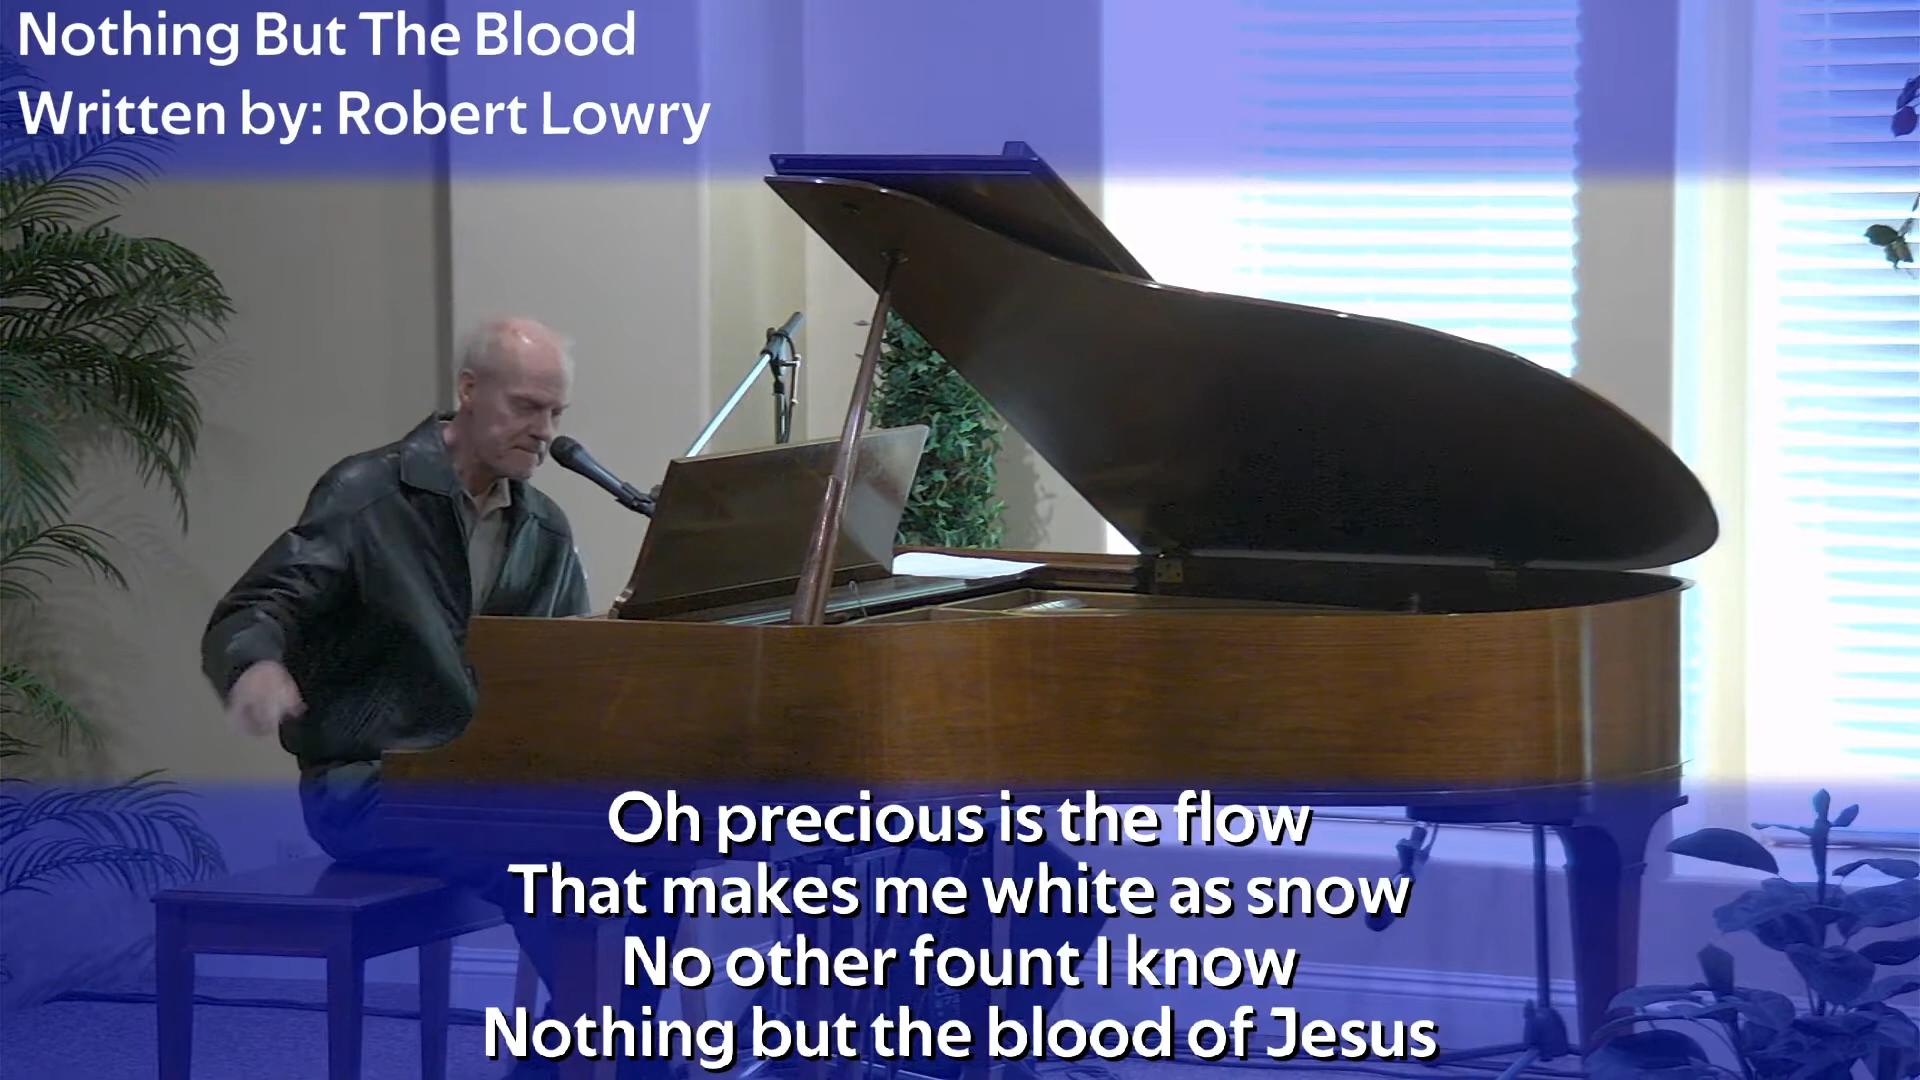 Nothing But The Blood
Written by: Robert Lowry
Oh precious is the flow
That makes me white as snow
No other fount I know
Nothing but the blood of Jesus